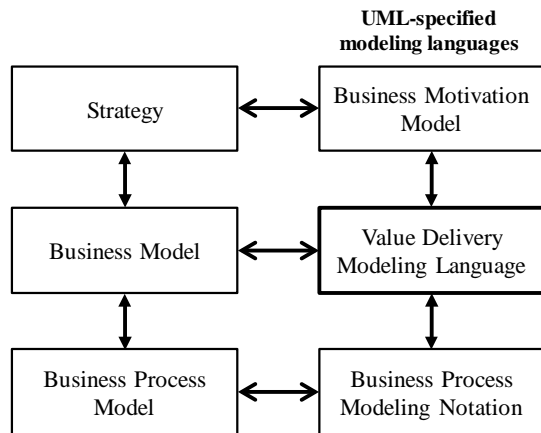 UML-specified
modeling languages
Strategy
Business Motivation
Model
Business Model
Value Delivery
Modeling Language
Business Process
Model
Business Process
Modeling Notation